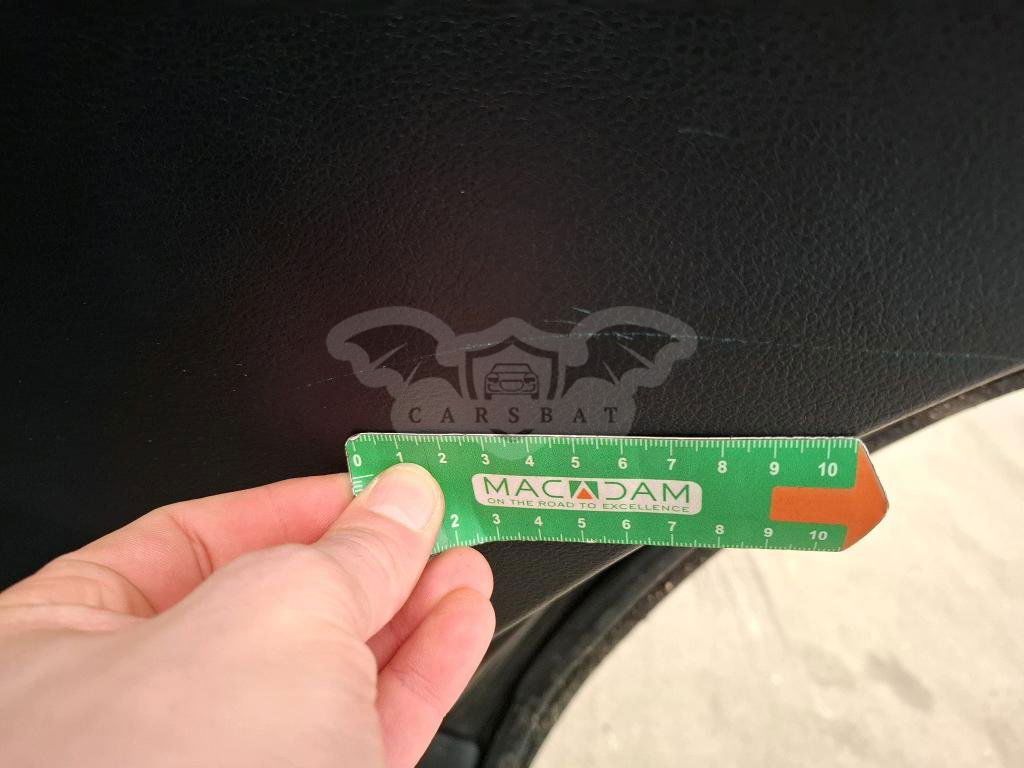 CARSBAT
0 1 2 3 4 5 6 7 8 9 10
MACADAM
ON THE ROAD TO EXCELLENCE
2 3 4 5 6 7 8 9 10